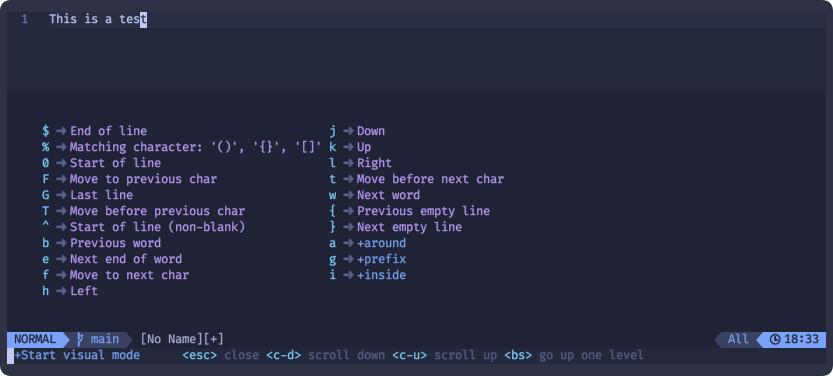 1 This is a test
$ ➜ End of line
% ➜ Matching character: '()', '{}', '[]'
0 ➜ Start of line
F ➜ Move to previous char
G ➜ Last line
T ➜ Move before previous char
^ ➜ Start of line (non-blank)
b ➜ Previous word
e ➜ Next end of word
f ➜ Move to next char
h ➜ Left
j ➜ Down
k ➜ Up
l ➜ Right
t ➜ Move before next char
w ➜ Next word
{ ➜ Previous empty line
} ➜ Next empty line
a ➜ +around
g ➜ +prefix
i ➜ +inside
NORMAL main [No Name][+] All 18:33
+Start visual mode <esc> close <c-d> scroll down <c-u> scroll up <bs> go up one level